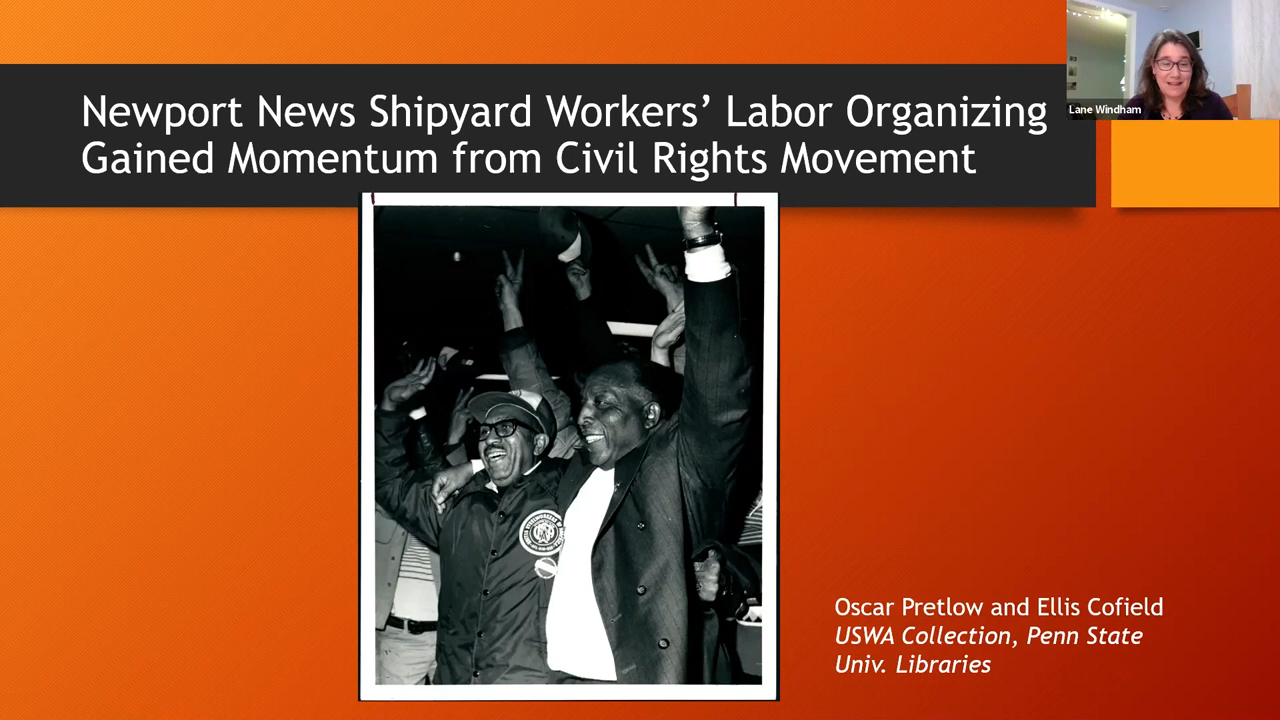 Newport News Shipyard Workers’ Labor Organizing
Gained Momentum from Civil Rights Movement
Lane Windham
Oscar Pretlow and Ellis Cofield
USWA Collection, Penn State
Univ. Libraries